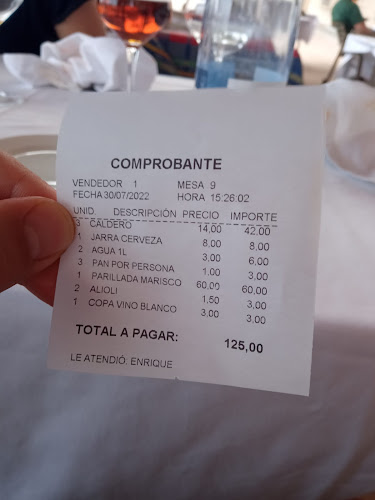 COMPROBANTE
VENDEDOR 1 MESA 9
FECHA 30/07/2022 HORA 15:26:02
UNID. DESCRIPCIÓN PRECIO IMPORTE
3 CALDERO 14,00 42,00
1 JARRA CERVEZA 8,00 8,00
2 AGUA 1L 3,00 6,00
3 PAN POR PERSONA 1,00 3,00
1 PARILLADA MARISCO 60,00 60,00
2 ALIOLI 1,50 3,00
1 COPA VINO BLANCO 3,00 3,00
TOTAL A PAGAR: 125,00
LE ATENDIÓ: ENRIQUE